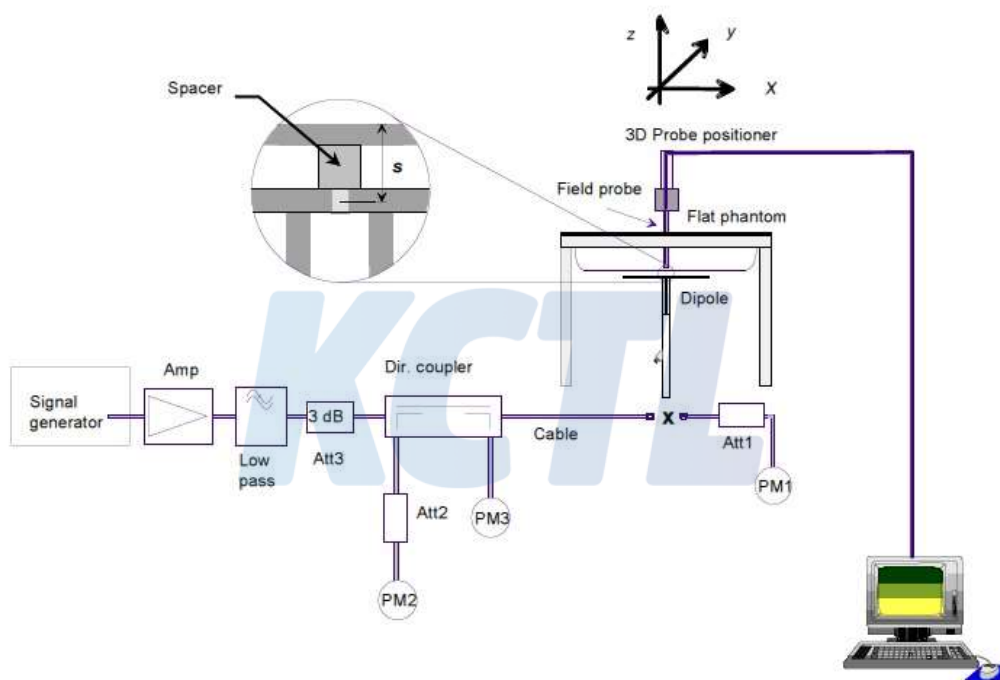 z
y
X
Spacer
3D Probe positioner
s
Field probe
Flat phantom
Dipole
KCTL
Signal
generator
Amp
Low
pass
3 dB
Att3
Dir. coupler
Cable
X
Att1
PM1
Att2
PM3
PM2